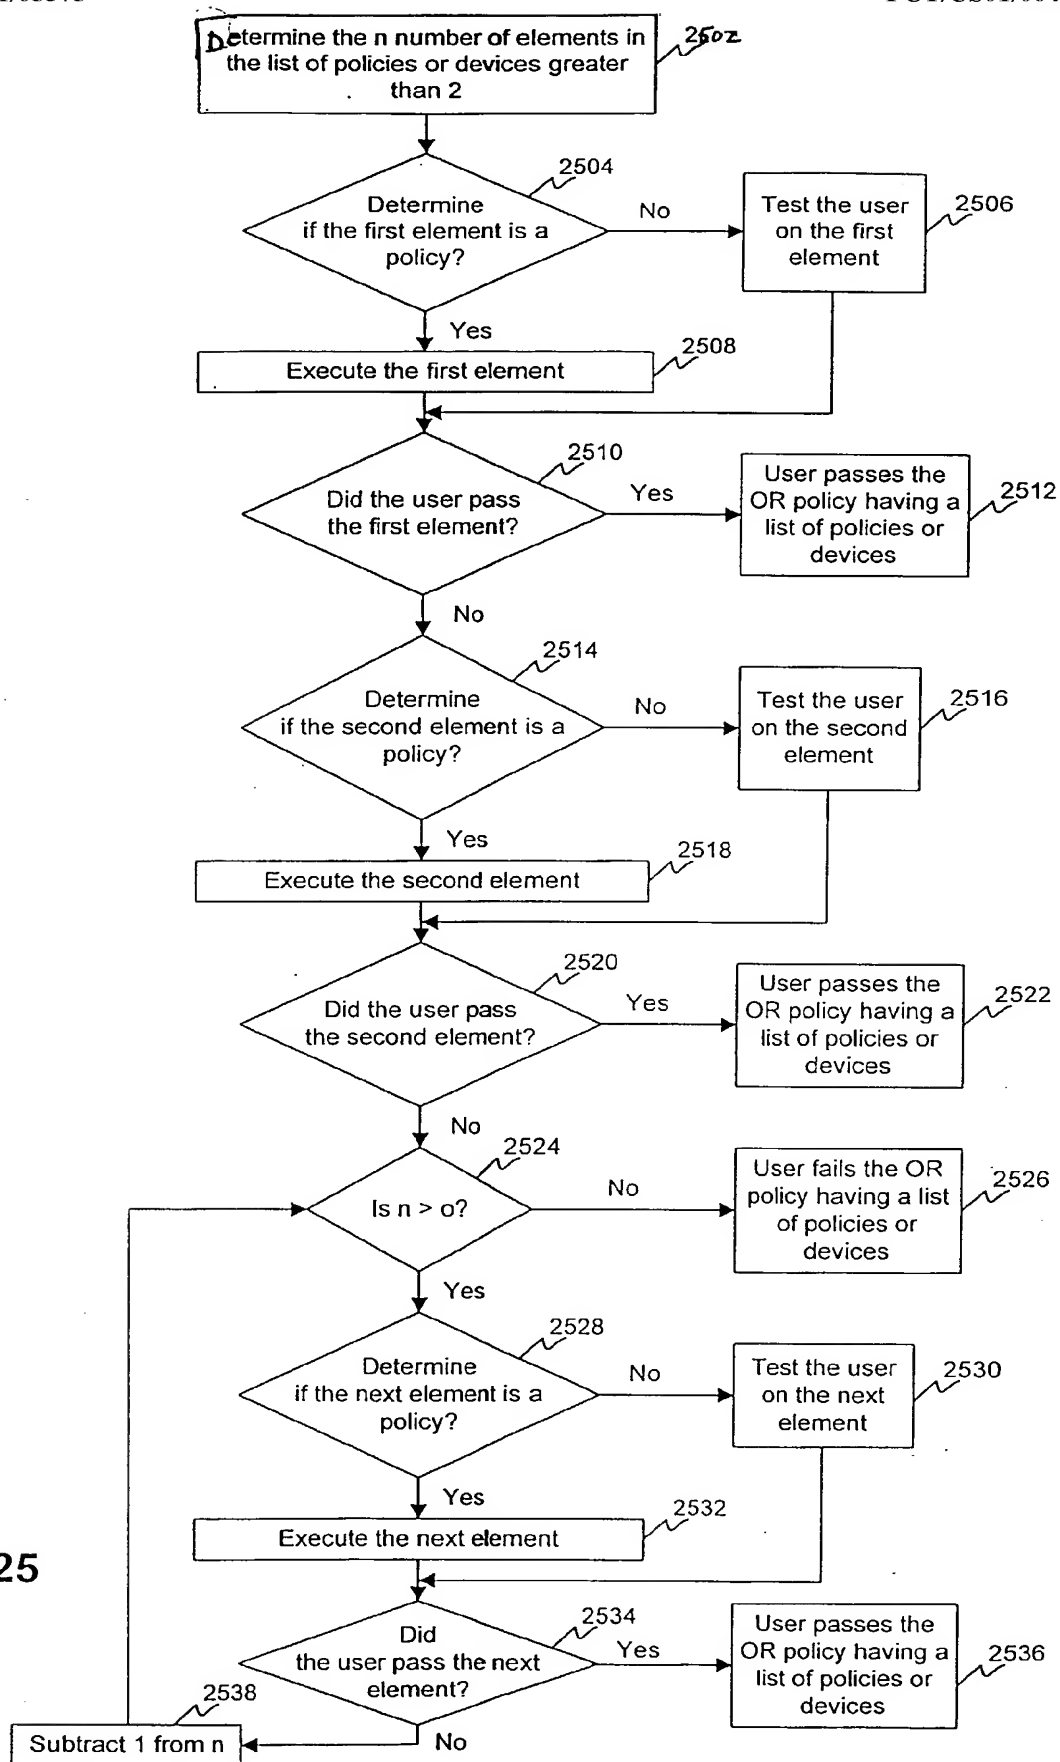 Determine the n number of elements in
the list of policies or devices greater
than 2
2502
Determine
if the first element is a
policy?
2504
No
Test the user
on the first
element
2506
Yes
Execute the first element
2508
Did the user pass
the first element?
2510
Yes
User passes the
OR policy having a
list of policies or
devices
2512
No
Determine
if the second element is a
policy?
2514
No
Test the user
on the second
element
2516
Yes
Execute the second element
2518
Did the user pass
the second element?
2520
Yes
User passes the
OR policy having a
list of policies or
devices
2522
No
Is n > o?
2524
No
User fails the OR
policy having a list
of policies or
devices
2526
Yes
Determine
if the next element is a
policy?
2528
No
Test the user
on the next
element
2530
Yes
Execute the next element
2532
25
Did
the user pass the next
element?
2534
Yes
User passes the
OR policy having a
list of policies or
devices
2536
No
Subtract 1 from n
2538